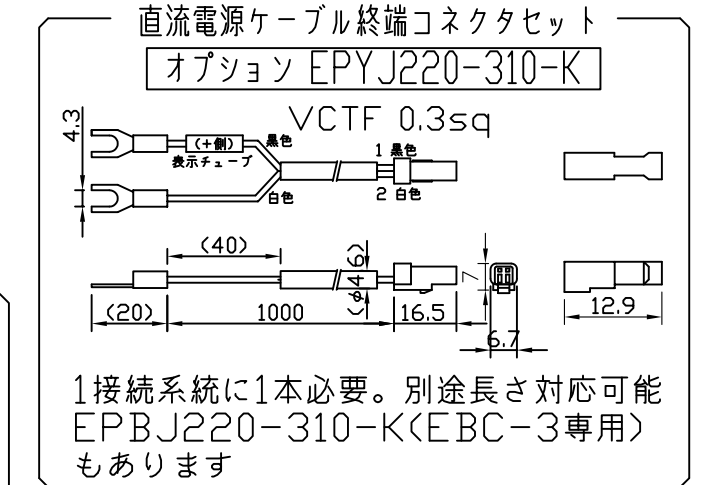 直流電源ケーブル終端コネクタセット
オプション EPYJ220-310-K
VCTF 0.3sq
4.3
(+側)
黒色
表示チューブ
白色
1 黒色
2 白色
(40)
(φ4.6)
7
(20)
1000
16.5
6.7
12.9
1接続系統に1本必要。別途長さ対応可能
EPBJ220-310-K(EBC-3専用)
もあります